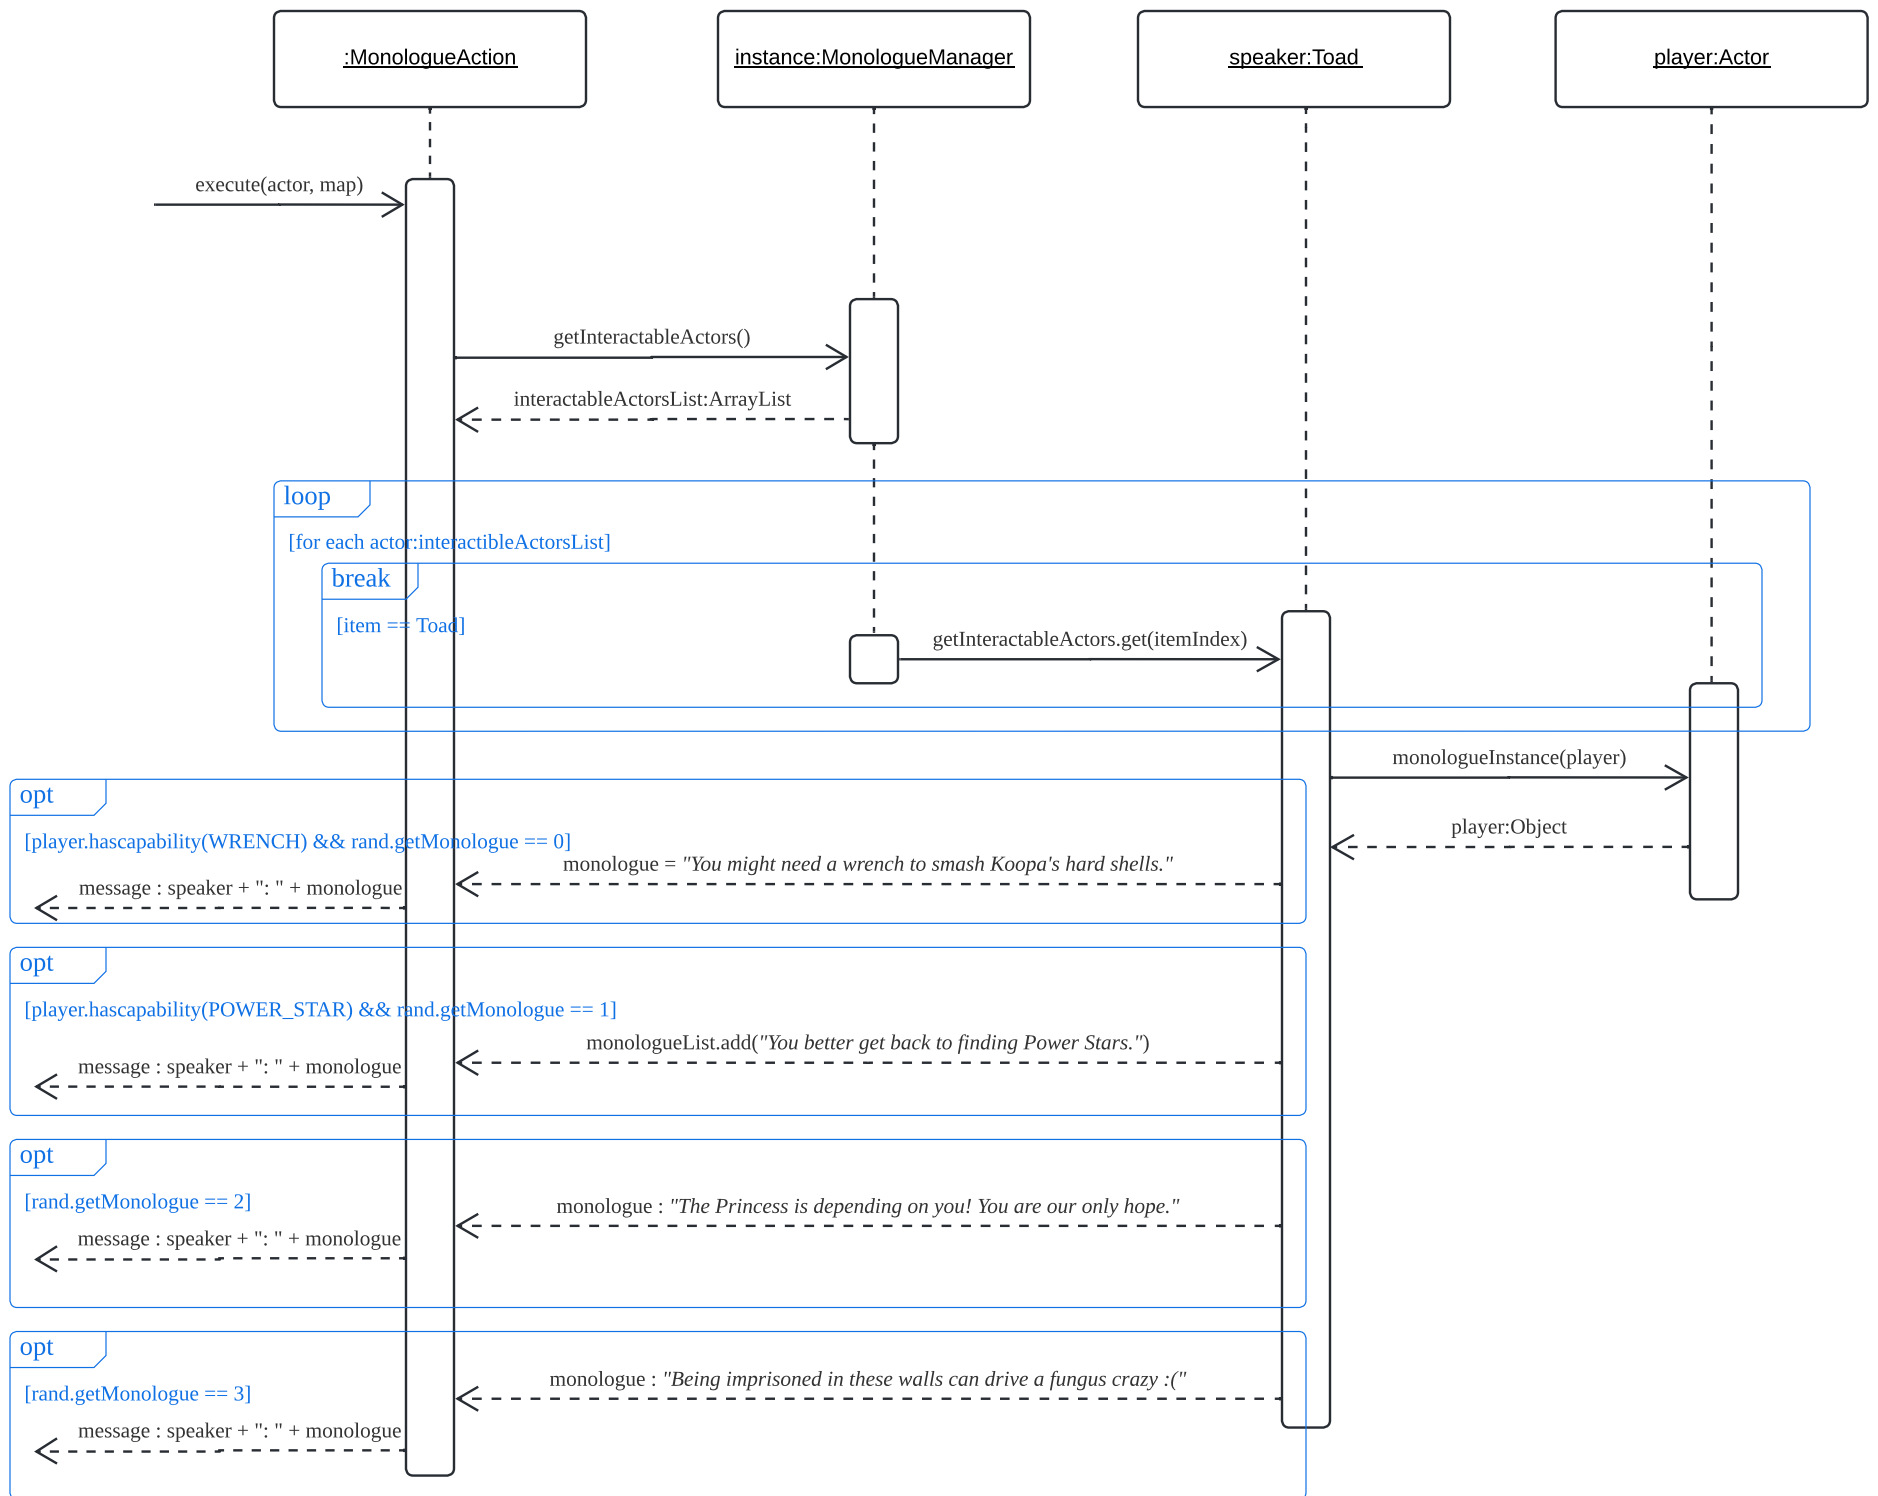 :MonologueAction
instance:MonologueManager
speaker:Toad
player:Actor
execute(actor, map)
getInteractableActors()
interactableActorsList:ArrayList
loop
[for each actor:interactibleActorsList]
break
[item == Toad]
getInteractableActors.get(itemIndex)
monologueInstance(player)
opt
player:Object
[player.hascapability(WRENCH) && rand.getMonologue == 0]
monologue = "You might need a wrench to smash Koopa's hard shells."
message : speaker + ": " + monologue
opt
[player.hascapability(POWER_STAR) && rand.getMonologue == 1]
monologueList.add("You better get back to finding Power Stars.")
message : speaker + ": " + monologue
opt
[rand.getMonologue == 2]
monologue : "The Princess is depending on you! You are our only hope."
message : speaker + ": " + monologue
opt
[rand.getMonologue == 3]
monologue : "Being imprisoned in these walls can drive a fungus crazy :("
message : speaker + ": " + monologue